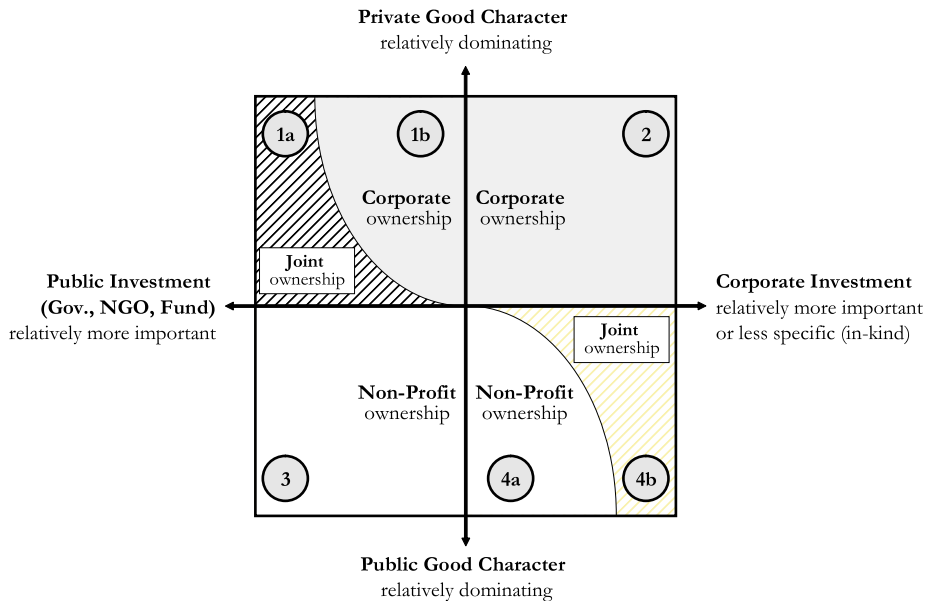 Private Good Character
relatively dominating
1a
1b
2
Corporate
ownership
Corporate
ownership
Joint
ownership
Public Investment
(Gov., NGO, Fund)
relatively more important
Corporate Investment
relatively more important
or less specific (in-kind)
Joint
ownership
Non-Profit
ownership
Non-Profit
ownership
3
4a
4b
Public Good Character
relatively dominating